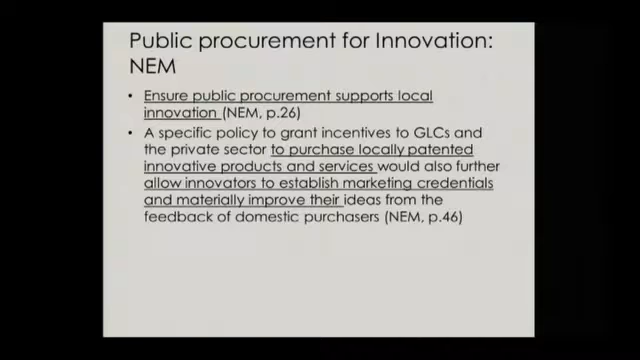 Public procurement for Innovation:
NEM
• Ensure public procurement supports local
innovation (NEM, p.26)
• A specific policy to grant incentives to GLCs and
the private sector to purchase locally patented
innovative products and services would also further
allow innovators to establish marketing credentials
and materially improve their ideas from the
feedback of domestic purchasers (NEM, p.46)